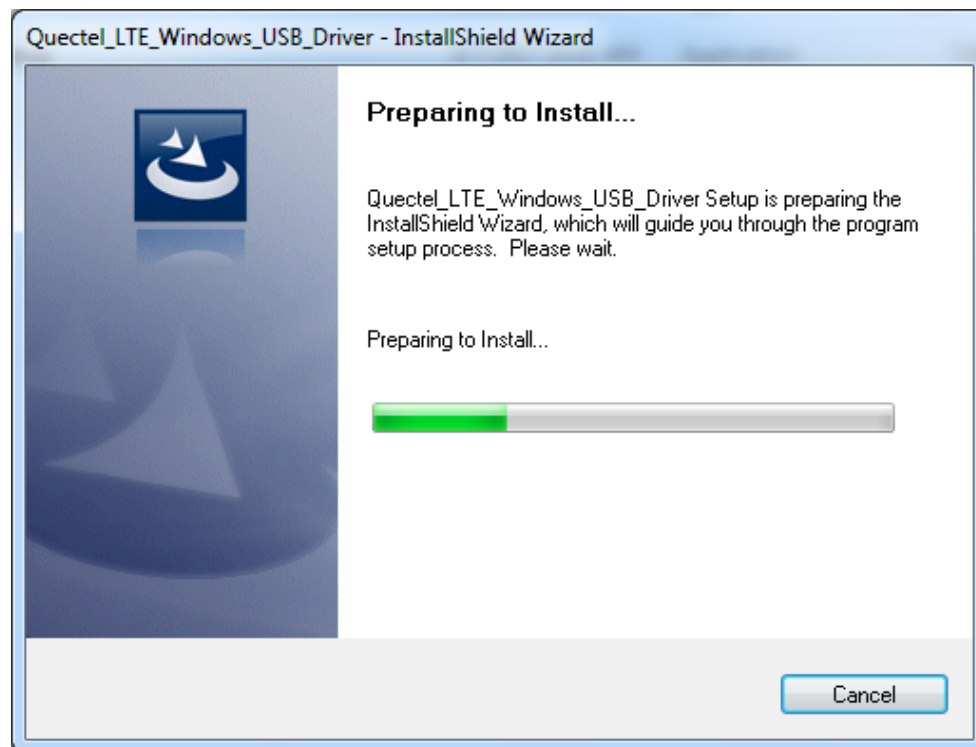 Quectel_LTE_Windows_USB_Driver - InstallShield Wizard
Preparing to Install...
Quectel_LTE_Windows_USB_Driver Setup is preparing the
InstallShield Wizard, which will guide you through the program
setup process.  Please wait.
Preparing to Install...
Cancel